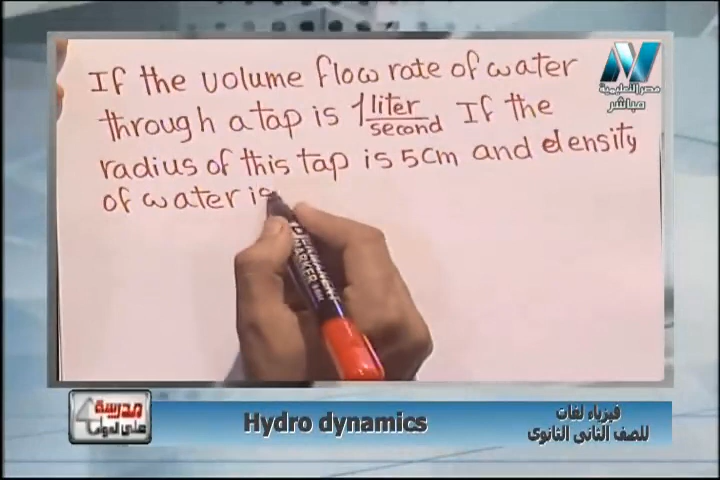 If the volume flow rate of water
through a tap is 1 liter/second If the
radius of this tap is 5cm and density
of water is
مصر التعليمية
مباشر
مدرسة
على الهواء
Hydro dynamics
فيزياء لغات
للصف الثانى الثانوى